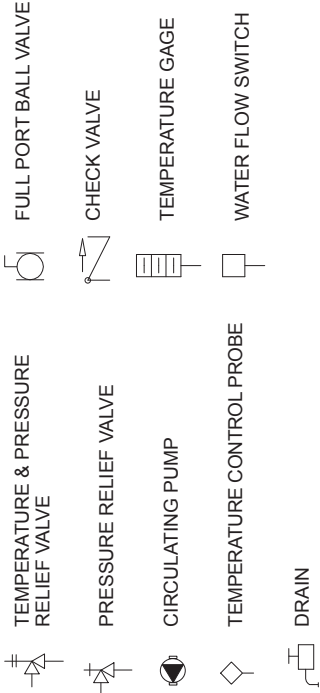 TEMPERATURE & PRESSURE
RELIEF VALVE
PRESSURE RELIEF VALVE
CIRCULATING PUMP
TEMPERATURE CONTROL PROBE
DRAIN
FULL PORT BALL VALVE
CHECK VALVE
TEMPERATURE GAGE
WATER FLOW SWITCH